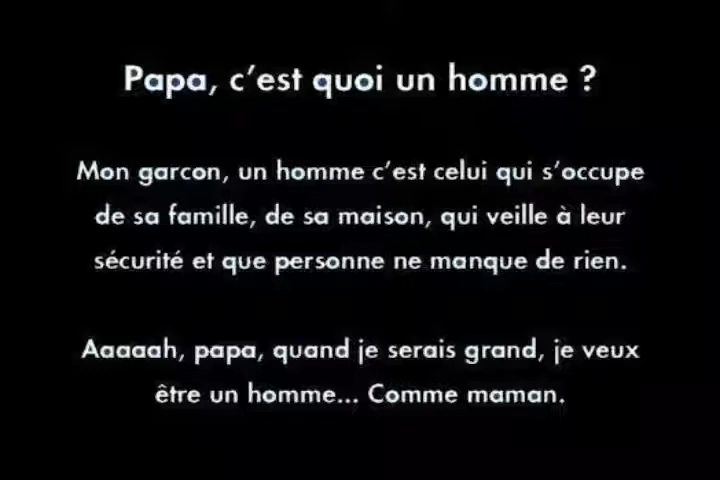 Papa, c’est quoi un homme ?
Mon garcon, un homme c’est celui qui s’occupe
de sa famille, de sa maison, qui veille à leur
sécurité et que personne ne manque de rien.
Aaaaah, papa, quand je serais grand, je veux
être un homme... Comme maman.